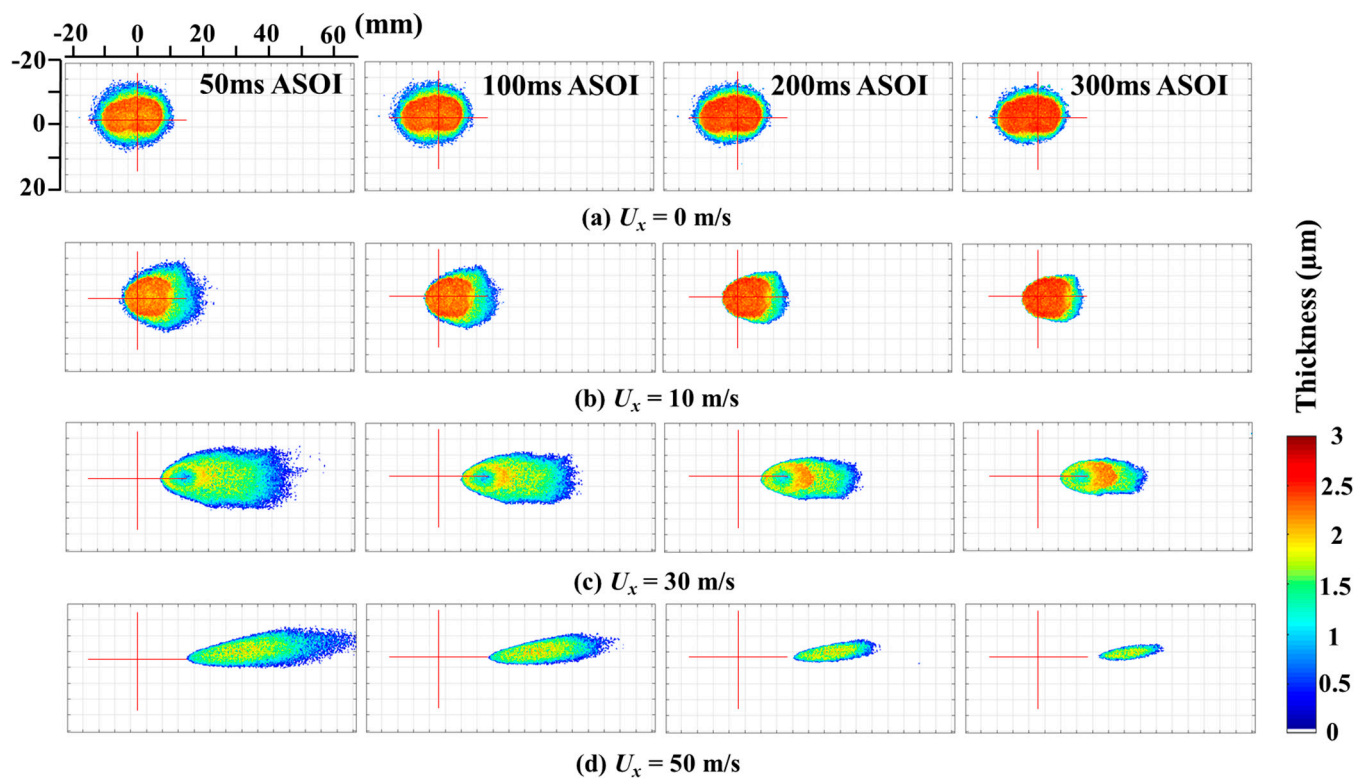 -20 0 20 40 60 (mm)
-20
0
20
50ms ASOI
100ms ASOI
200ms ASOI
300ms ASOI
(a) Uₓ = 0 m/s
(b) Uₓ = 10 m/s
(c) Uₓ = 30 m/s
(d) Uₓ = 50 m/s
Thickness (μm)
3
2.5
2
1.5
1
0.5
0